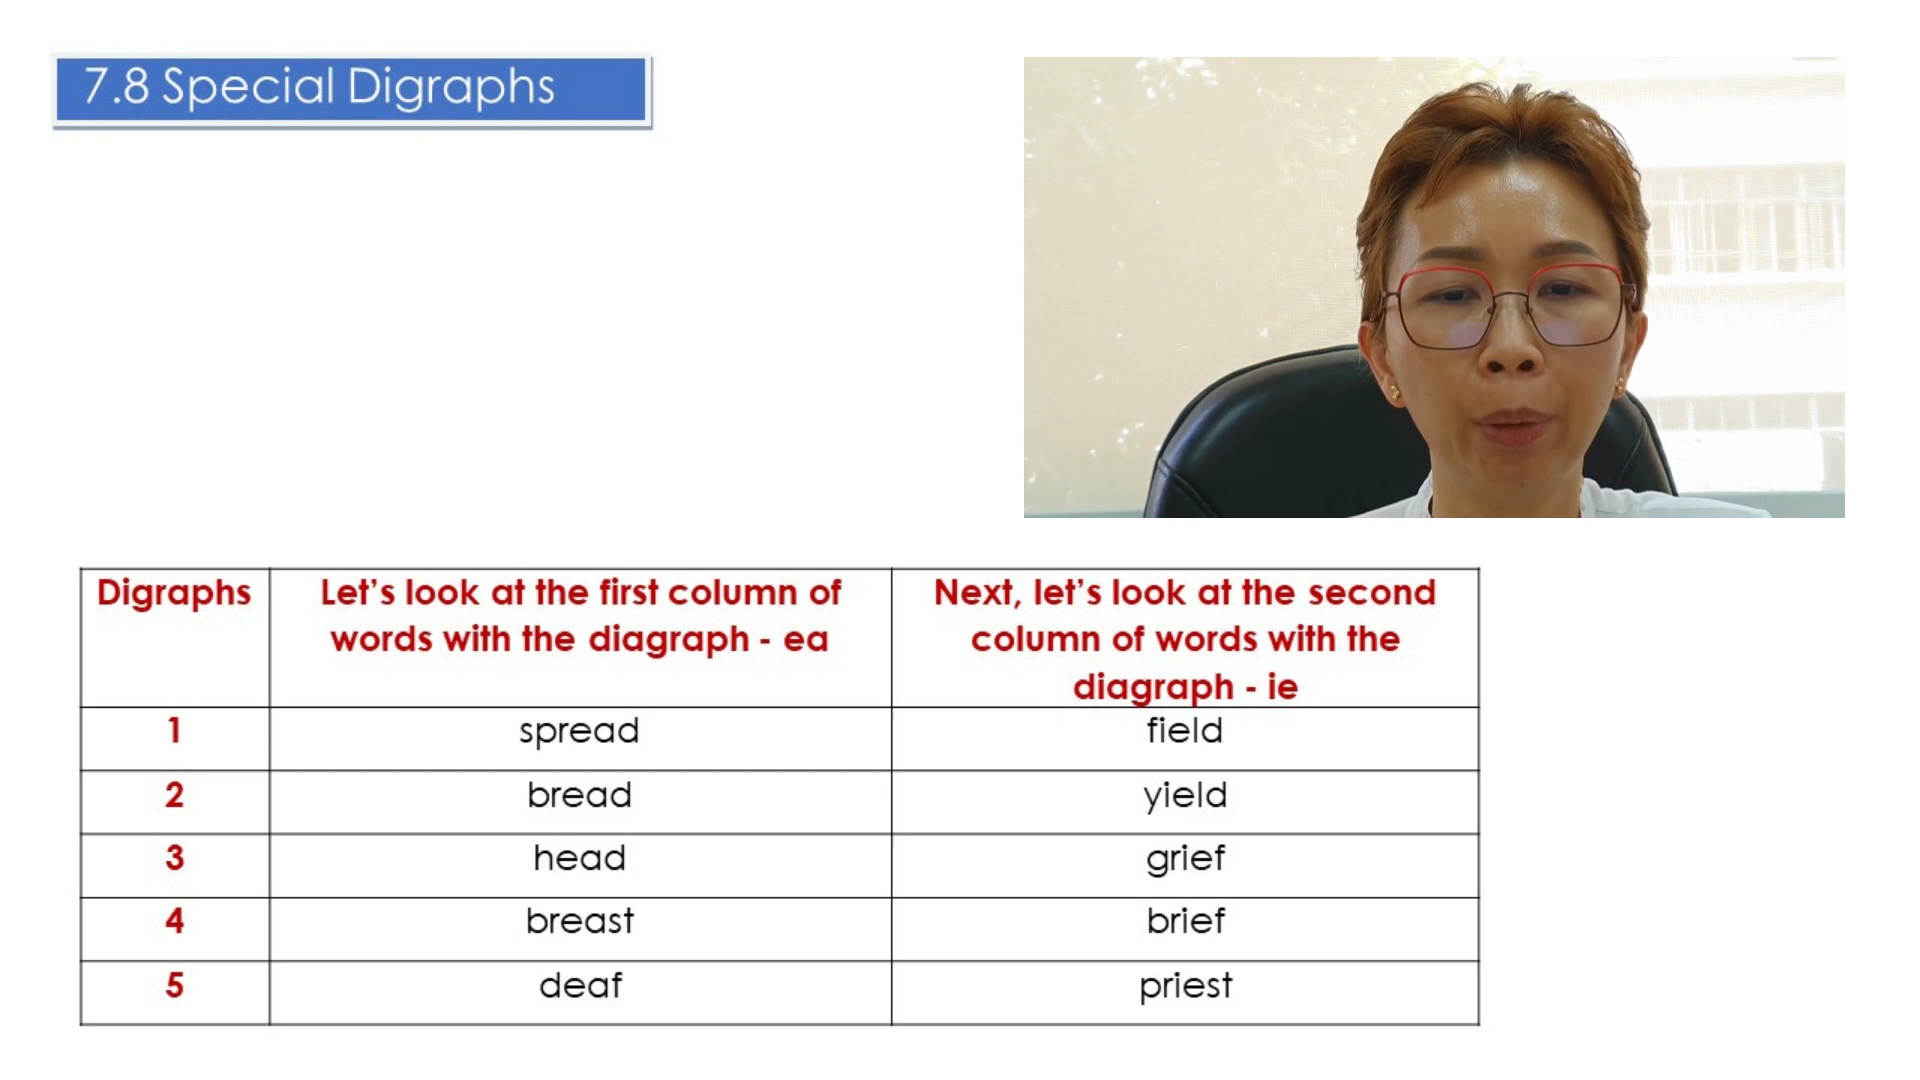 7.8 Special Digraphs
Digraphs
Let's look at the first column of
words with the diagraph - ea
Next, let's look at the second
column of words with the
diagraph - ie
1
spread
field
2
bread
yield
3
head
grief
4
breast
brief
5
deaf
priest